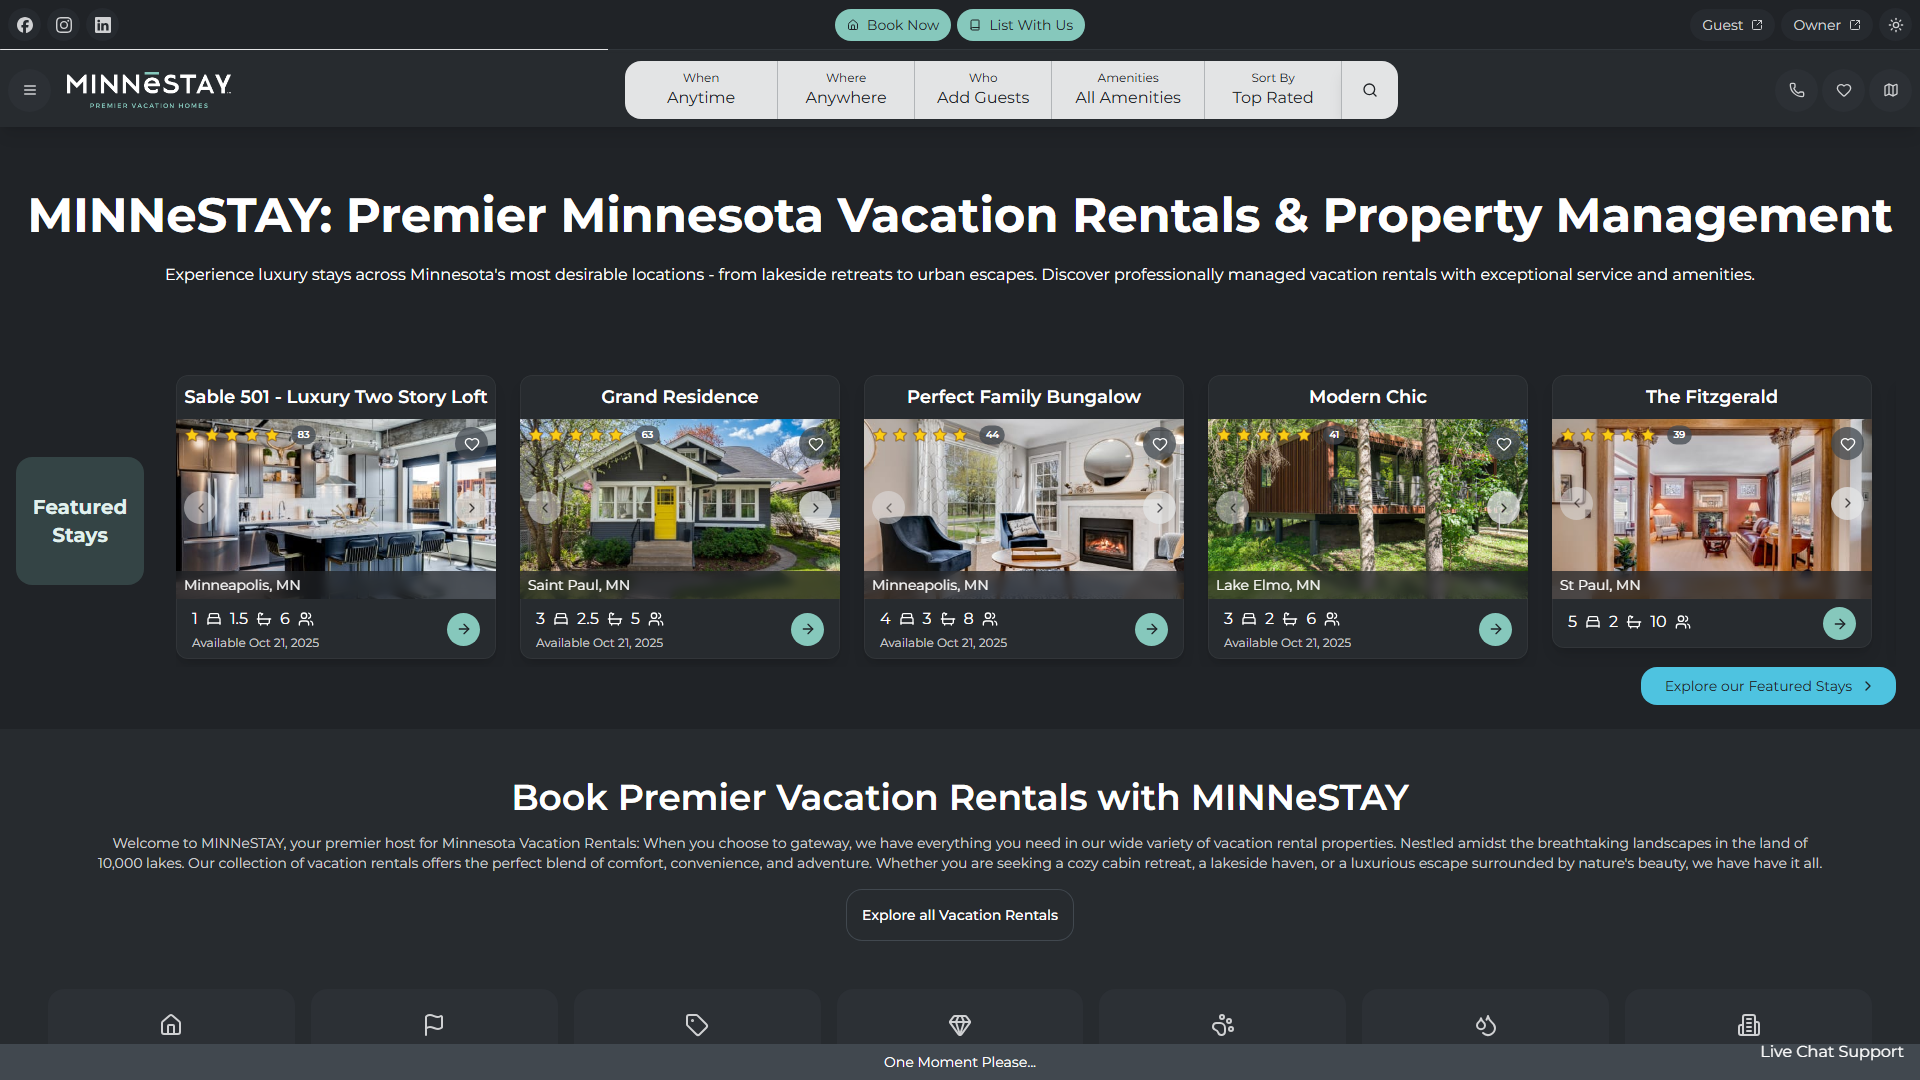 Book Now
List With Us
Guest
Owner
MINNēSTAY
PREMIER VACATION HOMES
When
Anytime
Where
Anywhere
Who
Add Guests
Amenities
All Amenities
Sort By
Top Rated
MINNeSTAY: Premier Minnesota Vacation Rentals & Property Management
Experience luxury stays across Minnesota's most desirable locations - from lakeside retreats to urban escapes. Discover professionally managed vacation rentals with exceptional service and amenities.
Featured
Stays
Sable 501 - Luxury Two Story Loft
83
Minneapolis, MN
1 1.5 6
Available Oct 21, 2025
Grand Residence
63
Saint Paul, MN
3 2.5 5
Available Oct 21, 2025
Perfect Family Bungalow
44
Minneapolis, MN
4 3 8
Available Oct 21, 2025
Modern Chic
41
Lake Elmo, MN
3 2 6
Available Oct 21, 2025
The Fitzgerald
39
St Paul, MN
5 2 10
Explore our Featured Stays
Book Premier Vacation Rentals with MINNeSTAY
Welcome to MINNeSTAY, your premier host for Minnesota Vacation Rentals: When you choose to gateway, we have everything you need in our wide variety of vacation rental properties. Nestled amidst the breathtaking landscapes in the land of
10,000 lakes. Our collection of vacation rentals offers the perfect blend of comfort, convenience, and adventure. Whether you are seeking a cozy cabin retreat, a lakeside haven, or a luxurious escape surrounded by nature's beauty, we have have it all.
Explore all Vacation Rentals
One Moment Please...
Live Chat Support